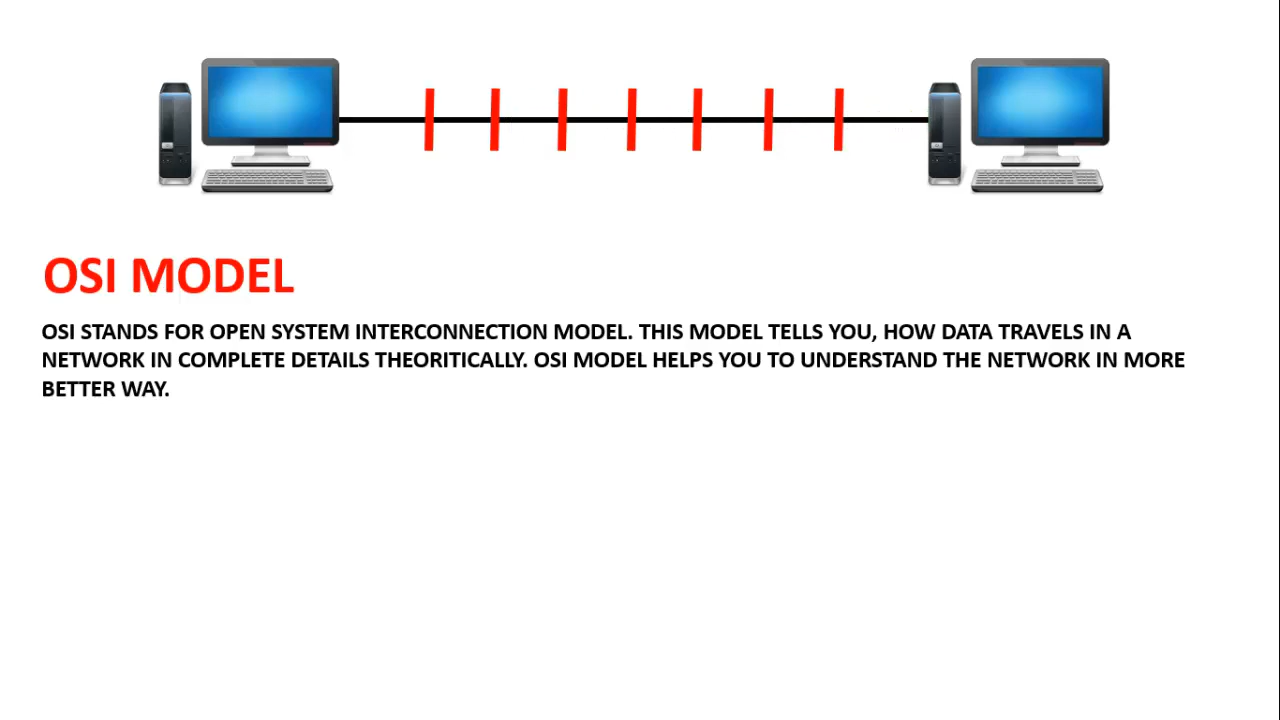 OSI MODEL
OSI STANDS FOR OPEN SYSTEM INTERCONNECTION MODEL. THIS MODEL TELLS YOU, HOW DATA TRAVELS IN A
NETWORK IN COMPLETE DETAILS THEORITICALLY. OSI MODEL HELPS YOU TO UNDERSTAND THE NETWORK IN MORE
BETTER WAY.